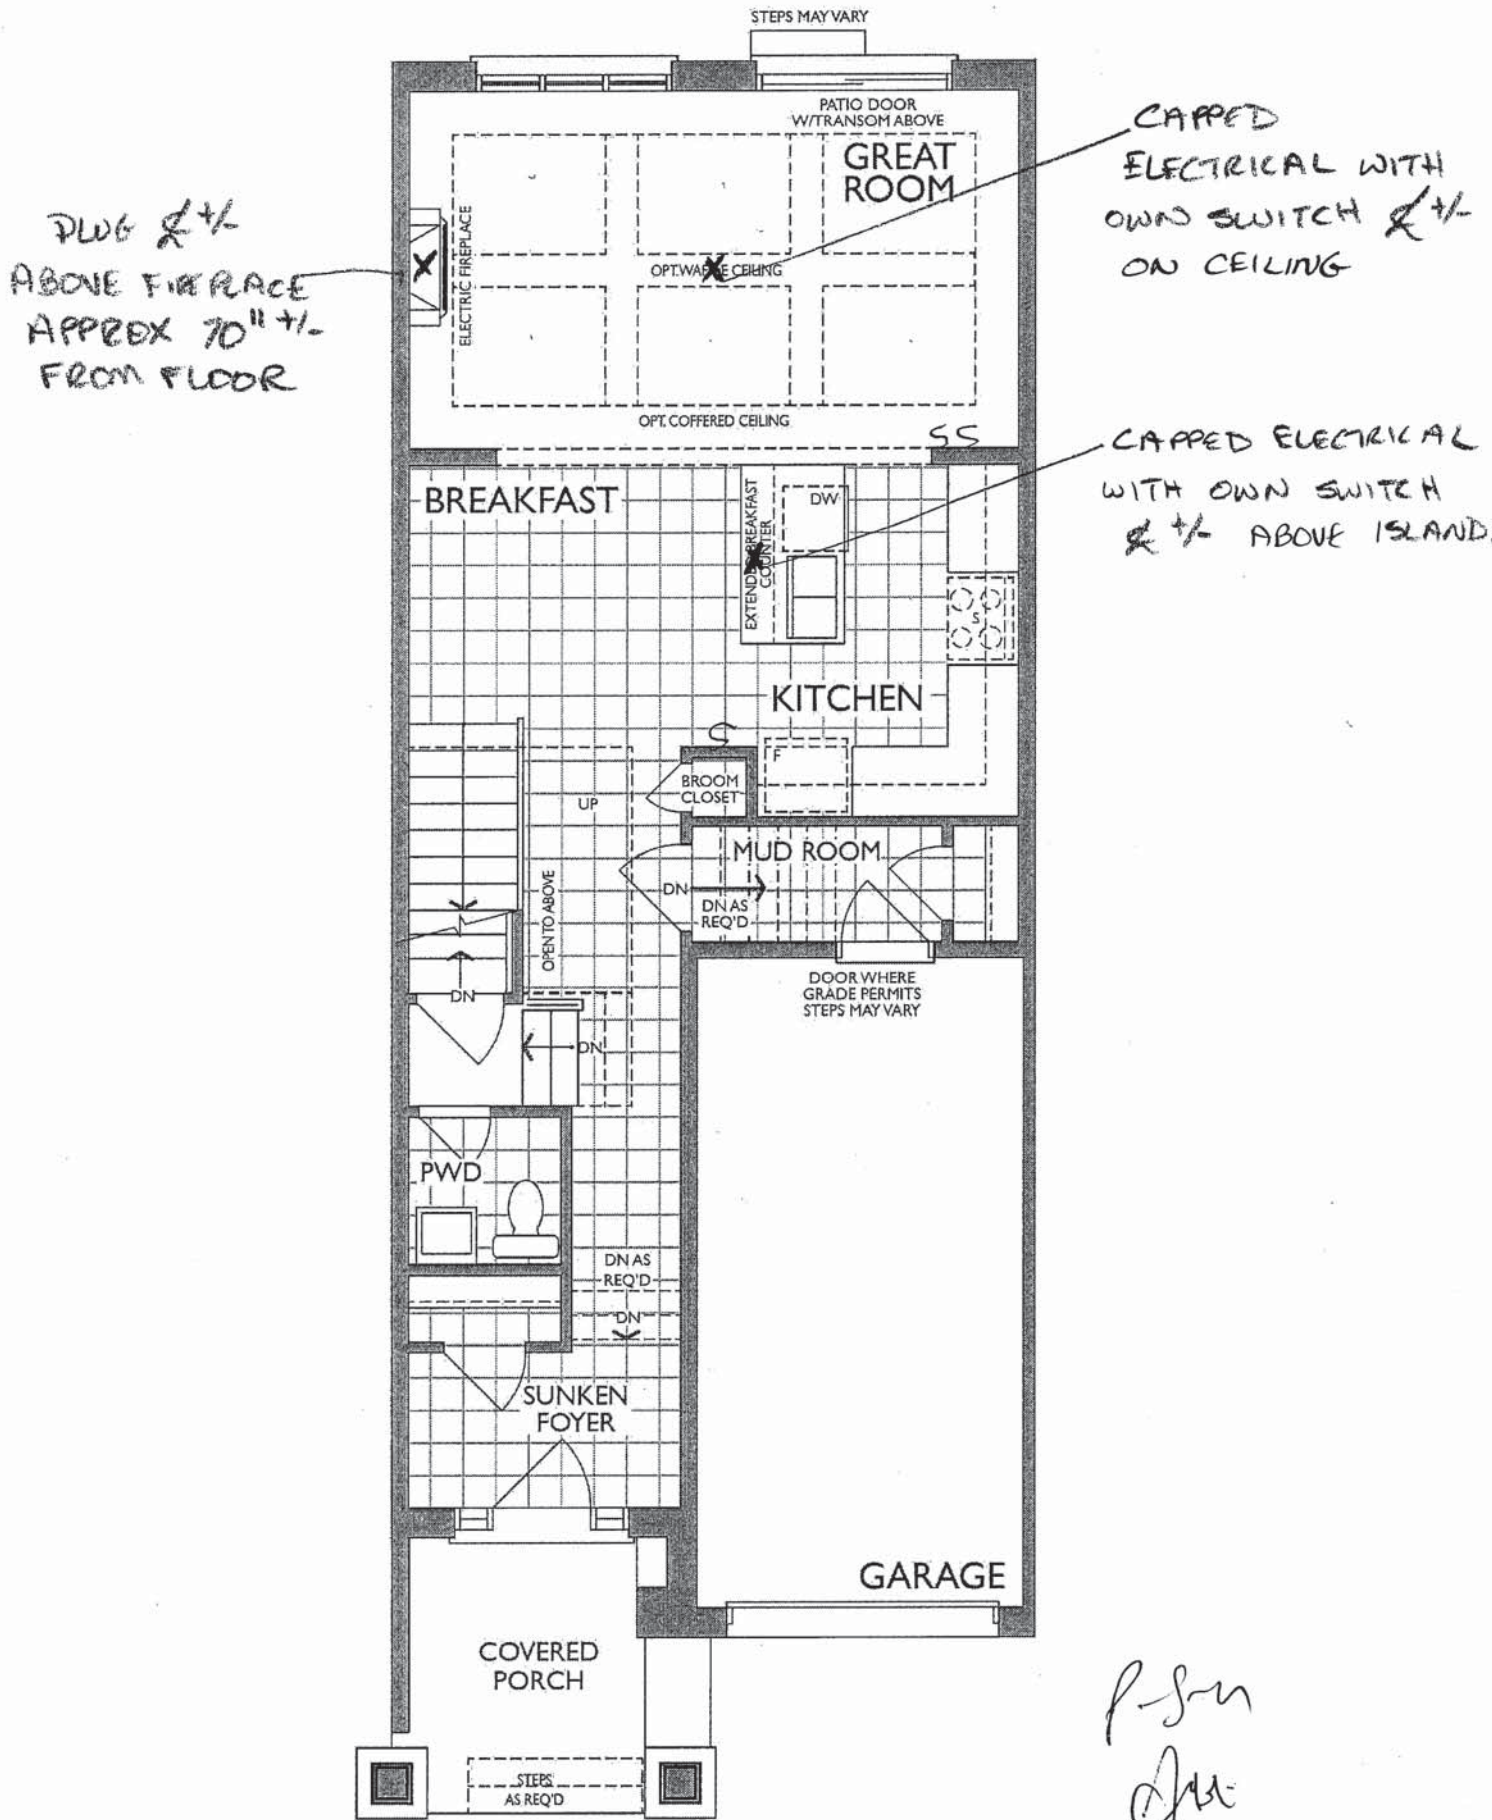 STEPS MAY VARY
PATIO DOOR
W/TRANSOM ABOVE
GREAT
ROOM
CAPPED
ELECTRICAL WITH
OWN SWITCH ℄ +/-
ON CEILING
PLUG ℄ +/-
ABOVE FIREPLACE
APPROX 70" +/-
FROM FLOOR
ELECTRIC FIREPLACE
OPT. WAFFLE CEILING
OPT. COFFERED CEILING
SS
CAPPED ELECTRICAL
WITH OWN SWITCH
℄ +/- ABOVE ISLAND.
BREAKFAST
EXTENDED BREAKFAST
COUNTER
DW
S
KITCHEN
S
F
BROOM
CLOSET
UP
MUD ROOM
DN
DN AS
REQ'D
OPEN TO ABOVE
DN
DOOR WHERE
GRADE PERMITS
STEPS MAY VARY
DN
PWD
DN AS
REQ'D
DN
SUNKEN
FOYER
GARAGE
COVERED
PORCH
STEPS
AS REQ'D